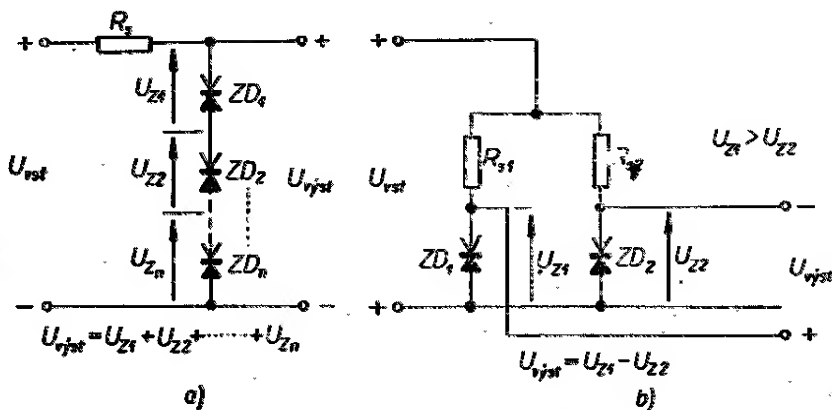 R_s
+ + + 
U_Z1 ZD_1
U_vst U_Z2 ZD_2 U_výst
U_Zn ZD_n
− −
U_výst = U_Z1 + U_Z2 + ⋯⋯ + U_Zn
a)
R_s1 U_Z1 > U_Z2
U_vst −
ZD_1 U_Z1 ZD_2 U_Z2 U_výst
+ +
U_výst = U_Z1 − U_Z2
b)